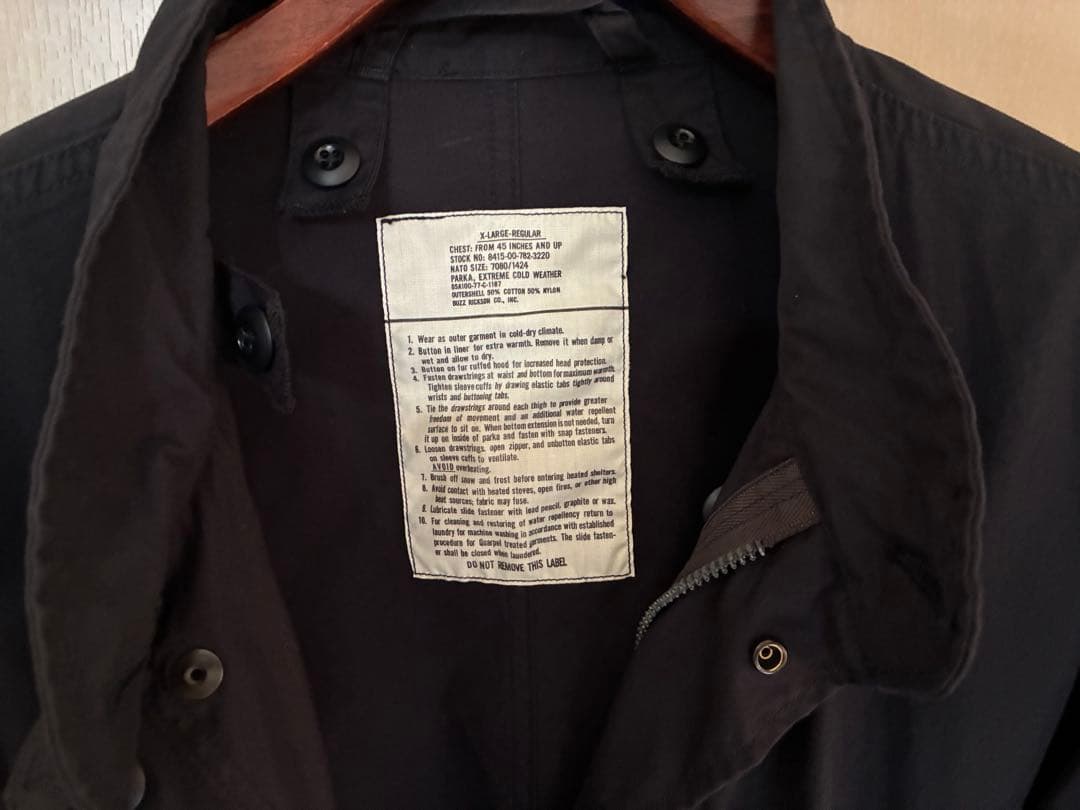 X-LARGE-REGULAR
CHEST: FROM 45 INCHES AND UP
STOCK NO: 8415-00-782-3220
NATO SIZE: 7080/1424
PARKA, EXTREME COLD WEATHER
DSA100-77-C-1187
OUTERSHELL 50% COTTON 50% NYLON
BUZZ RICKSON CO., INC.
1. Wear as outer garment in cold-dry climate.
2. Button in liner for extra warmth. Remove it when damp or
wet and allow to dry.
3. Button on fur ruffed hood for increased head protection.
4. Fasten drawstrings at waist and bottom for maximum warmth.
Tighten sleeve cuffs by drawing elastic tabs tightly around
wrists and buttoning tabs.
5. Tie the drawstrings around each thigh to provide greater
freedom of movement and an additional water repellent
surface to sit on. When bottom extension is not needed, turn
it up on inside of parka and fasten with snap fasteners.
6. Loosen drawstrings, open zipper, and unbotton elastic tabs
on sleeve cuffs to ventilate.
AVOID overheating.
7. Brush off snow and frost before entering heated shelters.
8. Avoid contact with heated stoves, open fires, or other high
heat sources; fabric may fuse.
9. Lubricate slide fastener with lead pencil, graphite or wax.
10. For cleaning and restoring of water repellency return to
laundry for machine washing in accordance with established
procedure for Quarpel treated garments. The slide fasten-
er shall be closed when laundered.
DO NOT REMOVE THIS LABEL